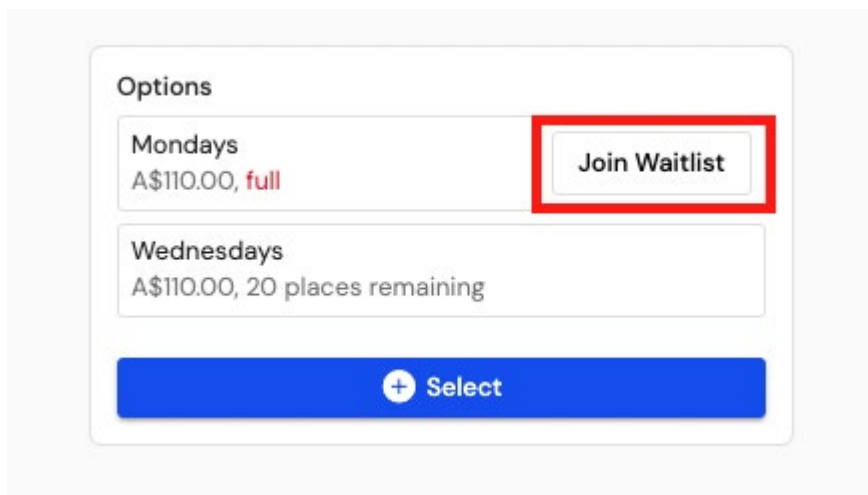 Options
Mondays
A$110.00, full
Join Waitlist
Wednesdays
A$110.00, 20 places remaining
Select